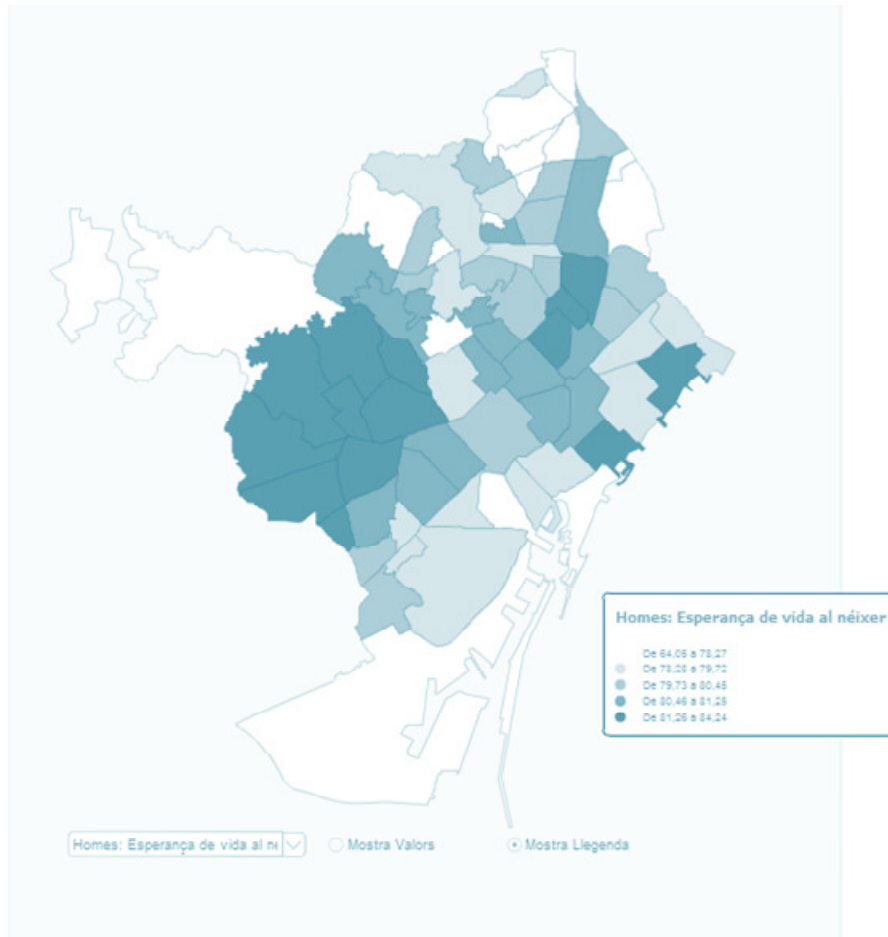 Homes: Esperança de vida al néixer
De 64,05 a 78,27
De 78,28 a 79,72
De 79,73 a 80,45
De 80,46 a 81,25
De 81,26 a 84,24
Homes: Esperança de vida al ne
Mostra Valors
Mostra Llegenda